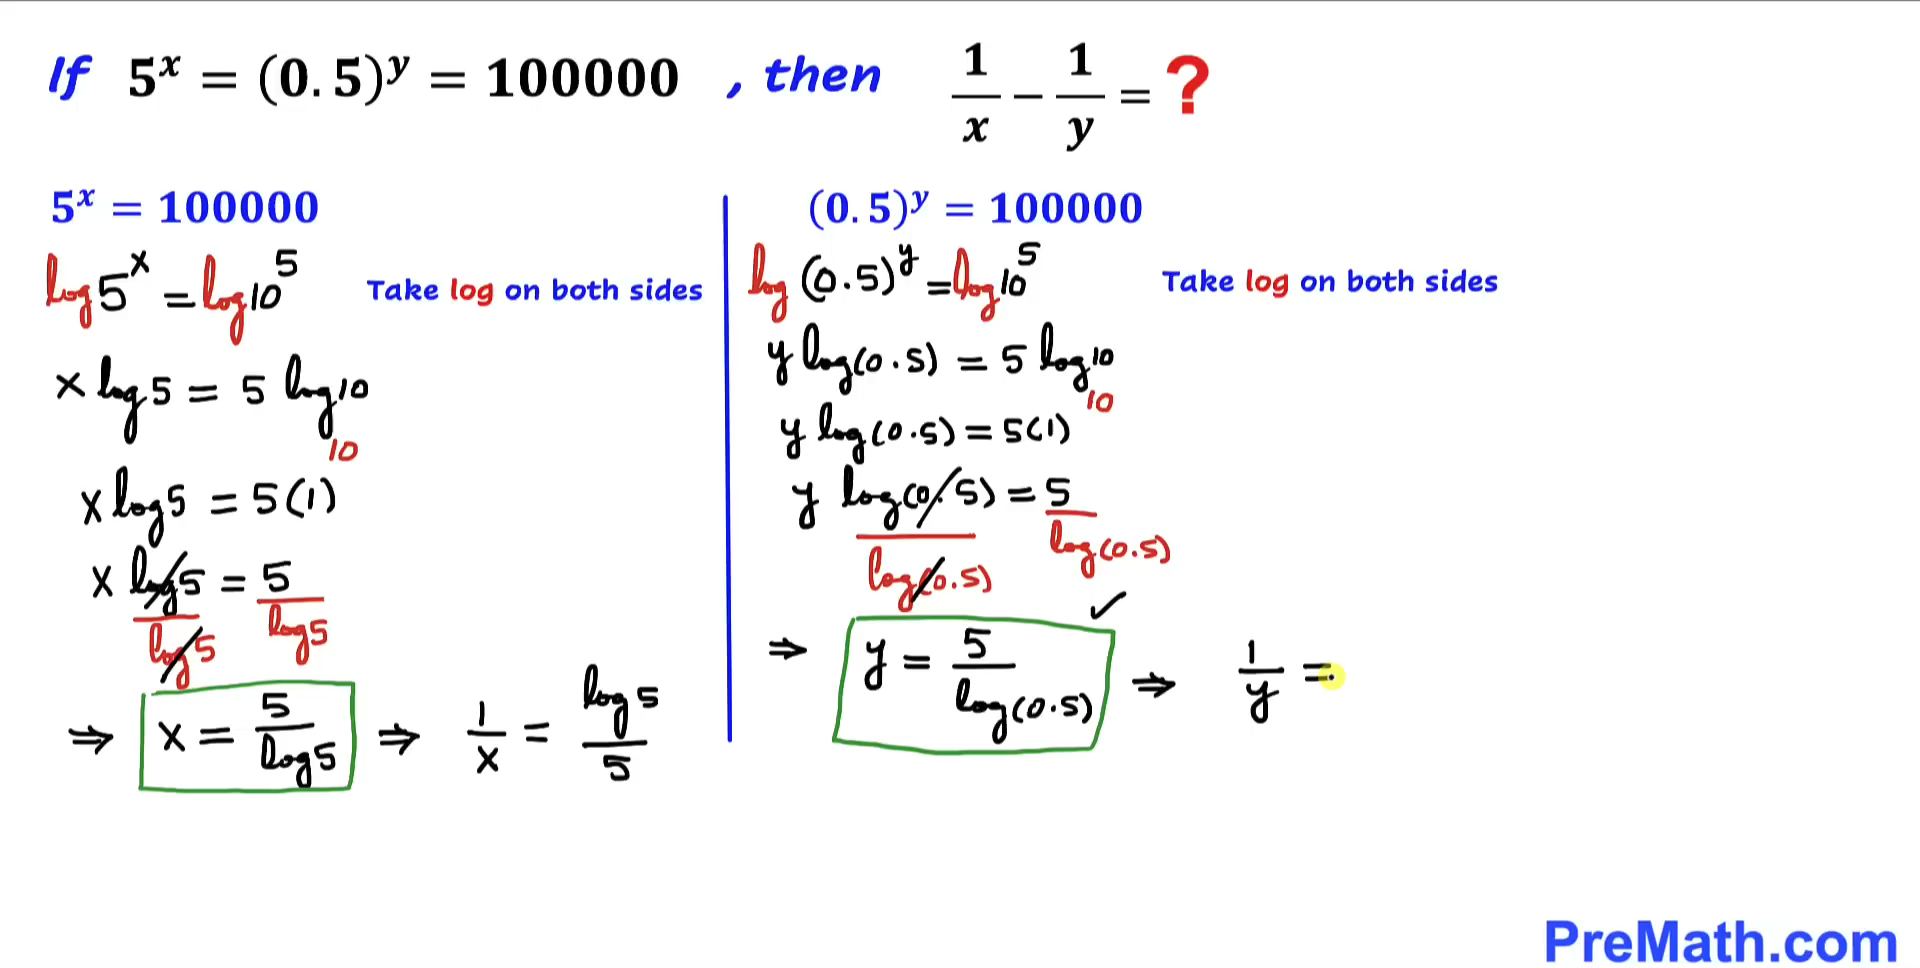 If 5^x = (0.5)^y = 100000 , then 1/x − 1/y = ?
5^x = 100000
log 5^x = log 10^5 Take log on both sides
x log 5 = 5 log_10 10
x log 5 = 5(1)
x log 5 / log 5 = 5 / log 5
⇒ x = 5 / log 5 ⇒ 1/x = log 5 / 5
(0.5)^y = 100000
log (0.5)^y = log 10^5 Take log on both sides
y log(0.5) = 5 log_10 10
y log(0.5) = 5(1)
y log(0.5) / log(0.5) = 5 / log(0.5)
⇒ y = 5 / log(0.5) ✓ ⇒ 1/y =
PreMath.com